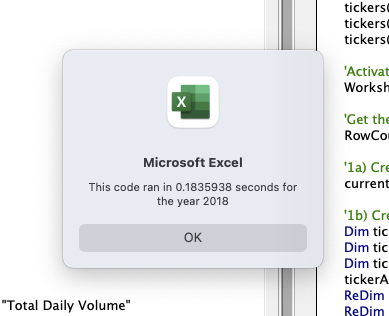 tickers(
tickers(
tickers(
'Activat
Worksh
'Get the
RowCou
'1a) Cre
current
'1b) Cre
Dim tic
Dim tic
Dim tic
tickerA
ReDim
ReDim
X
Microsoft Excel
This code ran in 0.1835938 seconds for
the year 2018
OK
"Total Daily Volume"